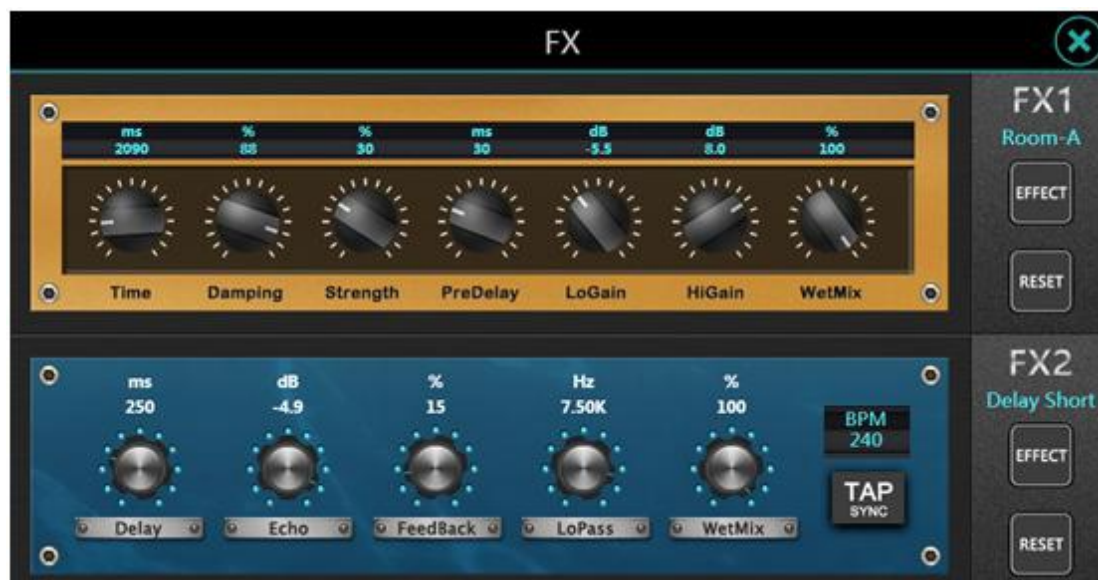 FX
ms % % ms dB dB %
2090 88 30 30 -5.5 8.0 100
Time Damping Strength PreDelay LoGain HiGain WetMix
FX1
Room-A
EFFECT
RESET
ms dB % Hz %
250 -4.9 15 7.50K 100
BPM
240
TAP
SYNC
Delay Echo FeedBack LoPass WetMix
FX2
Delay Short
EFFECT
RESET